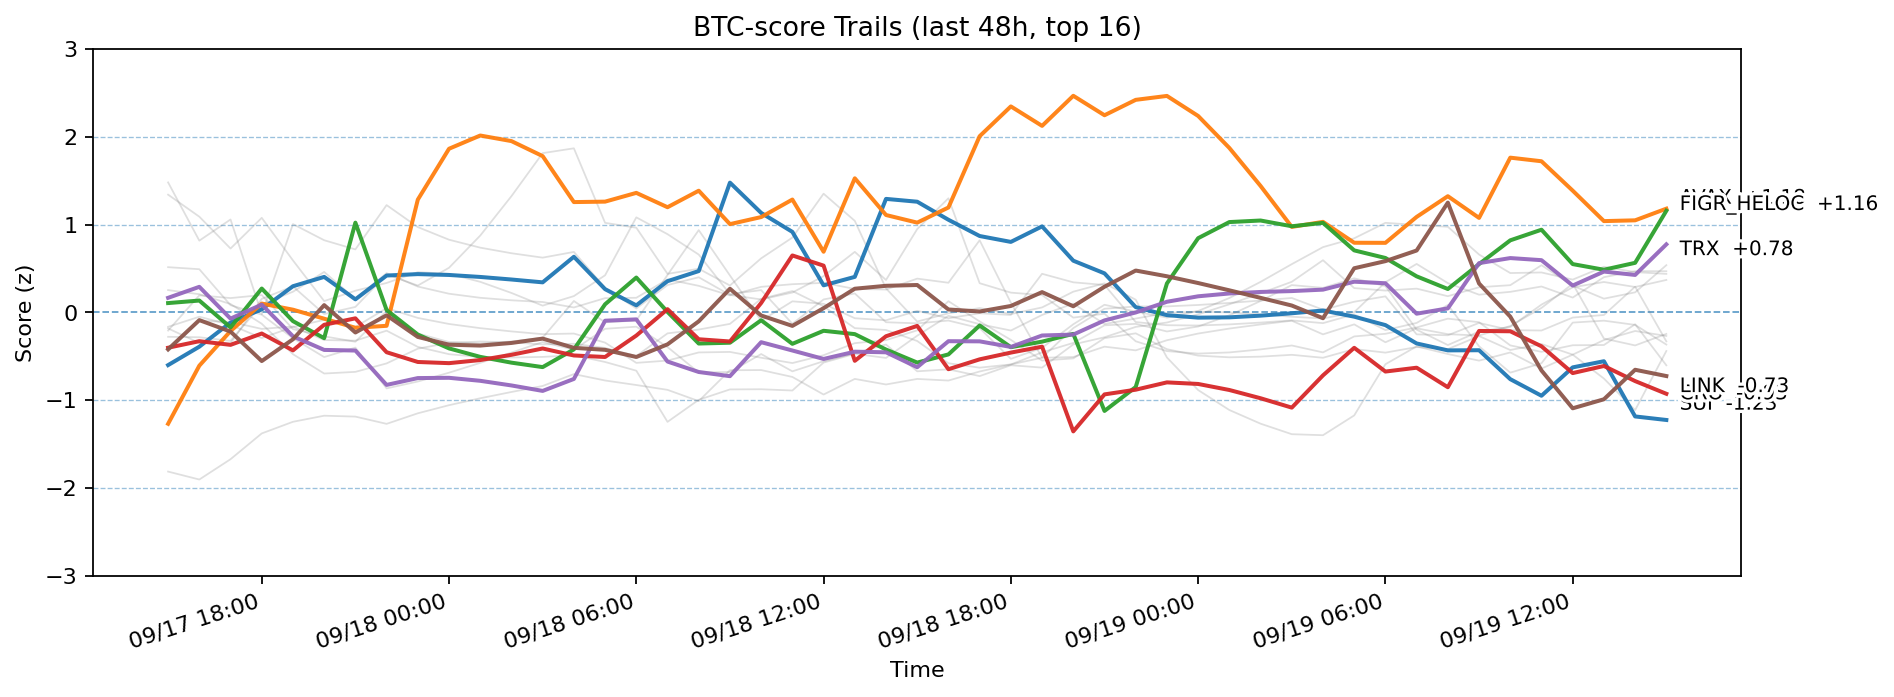 BTC-score Trails (last 48h, top 16)
Score (z)
3
2
1
0
−1
−2
−3
FIGR_HELOC +1.16
TRX +0.78
LINK -0.73
09/17 18:00
09/18 00:00
09/18 06:00
09/18 12:00
09/18 18:00
09/19 00:00
09/19 06:00
09/19 12:00
Time